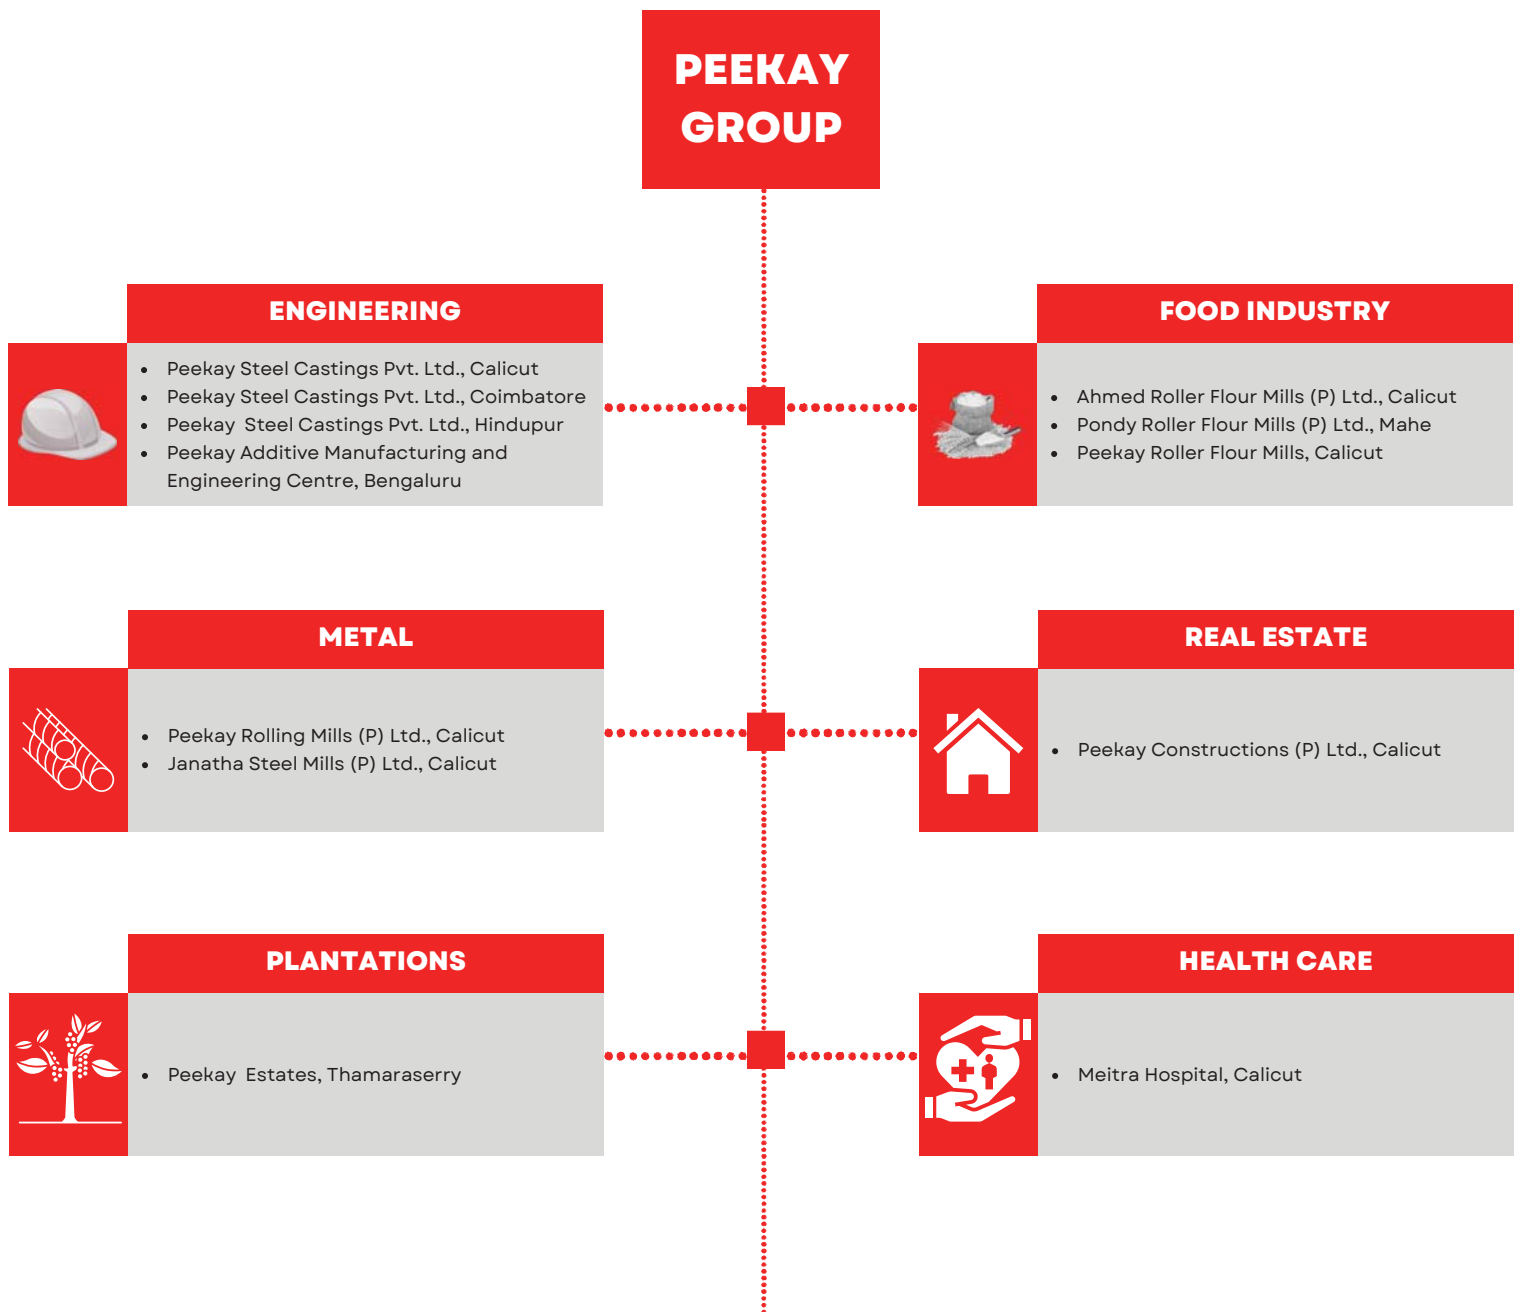 PEEKAY
GROUP
ENGINEERING
• Peekay Steel Castings Pvt. Ltd., Calicut
• Peekay Steel Castings Pvt. Ltd., Coimbatore
• Peekay  Steel Castings Pvt. Ltd., Hindupur
• Peekay Additive Manufacturing and
Engineering Centre, Bengaluru
FOOD INDUSTRY
• Ahmed Roller Flour Mills (P) Ltd., Calicut
• Pondy Roller Flour Mills (P) Ltd., Mahe
• Peekay Roller Flour Mills, Calicut
METAL
• Peekay Rolling Mills (P) Ltd., Calicut
• Janatha Steel Mills (P) Ltd., Calicut
REAL ESTATE
• Peekay Constructions (P) Ltd., Calicut
PLANTATIONS
• Peekay  Estates, Thamaraserry
HEALTH CARE
• Meitra Hospital, Calicut